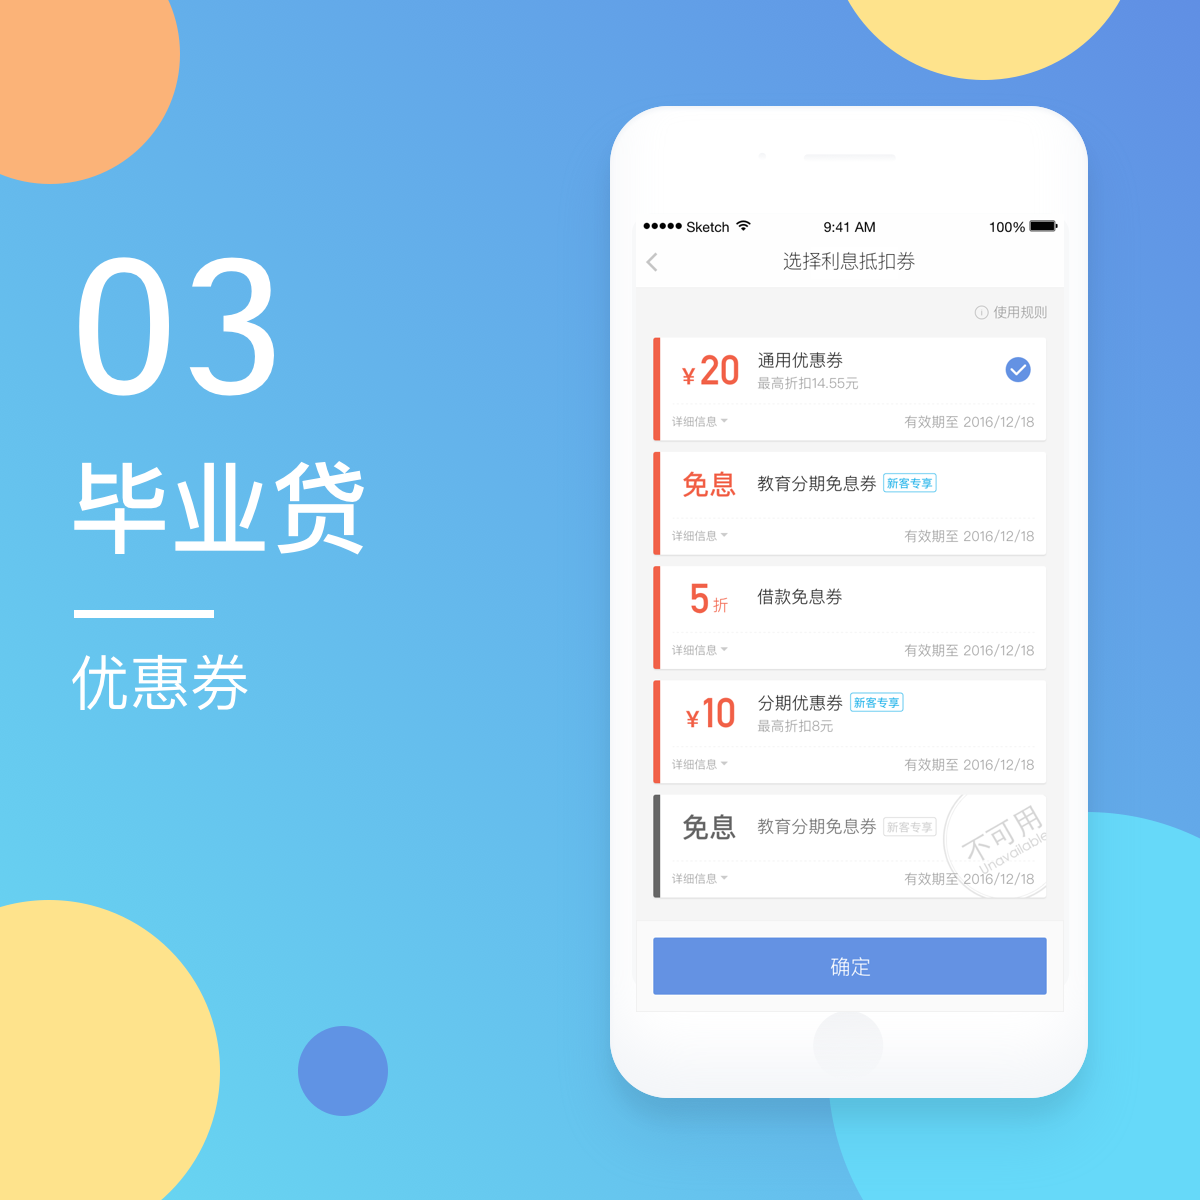 03
毕业贷
优惠券
●●●●● Sketch 9:41 AM 100%
选择利息抵扣券
使用规则
¥20 通用优惠券
最高折扣14.55元
详细信息 有效期至 2016/12/18
免息 教育分期免息券 新客专享
详细信息 有效期至 2016/12/18
5折 借款免息券
详细信息 有效期至 2016/12/18
¥10 分期优惠券 新客专享
最高折扣8元
详细信息 有效期至 2016/12/18
免息 教育分期免息券 新客专享
不可用
Unavailable
详细信息 有效期至 2016/12/18
确定